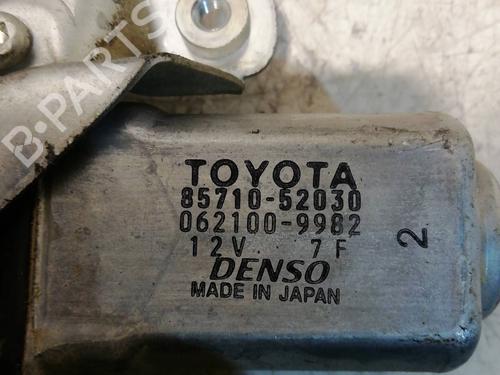 B·PARTS
TOYOTA
85710-52030
062100-9982
12V 7F
2
DENSO
MADE IN JAPAN